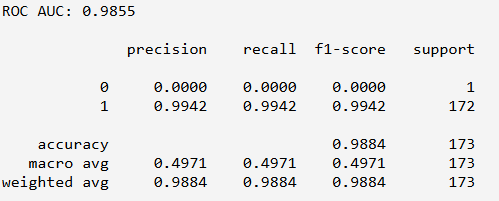 ROC AUC: 0.9855
precision recall f1-score support
0 0.0000 0.0000 0.0000 1
1 0.9942 0.9942 0.9942 172
accuracy 0.9884 173
macro avg 0.4971 0.4971 0.4971 173
weighted avg 0.9884 0.9884 0.9884 173